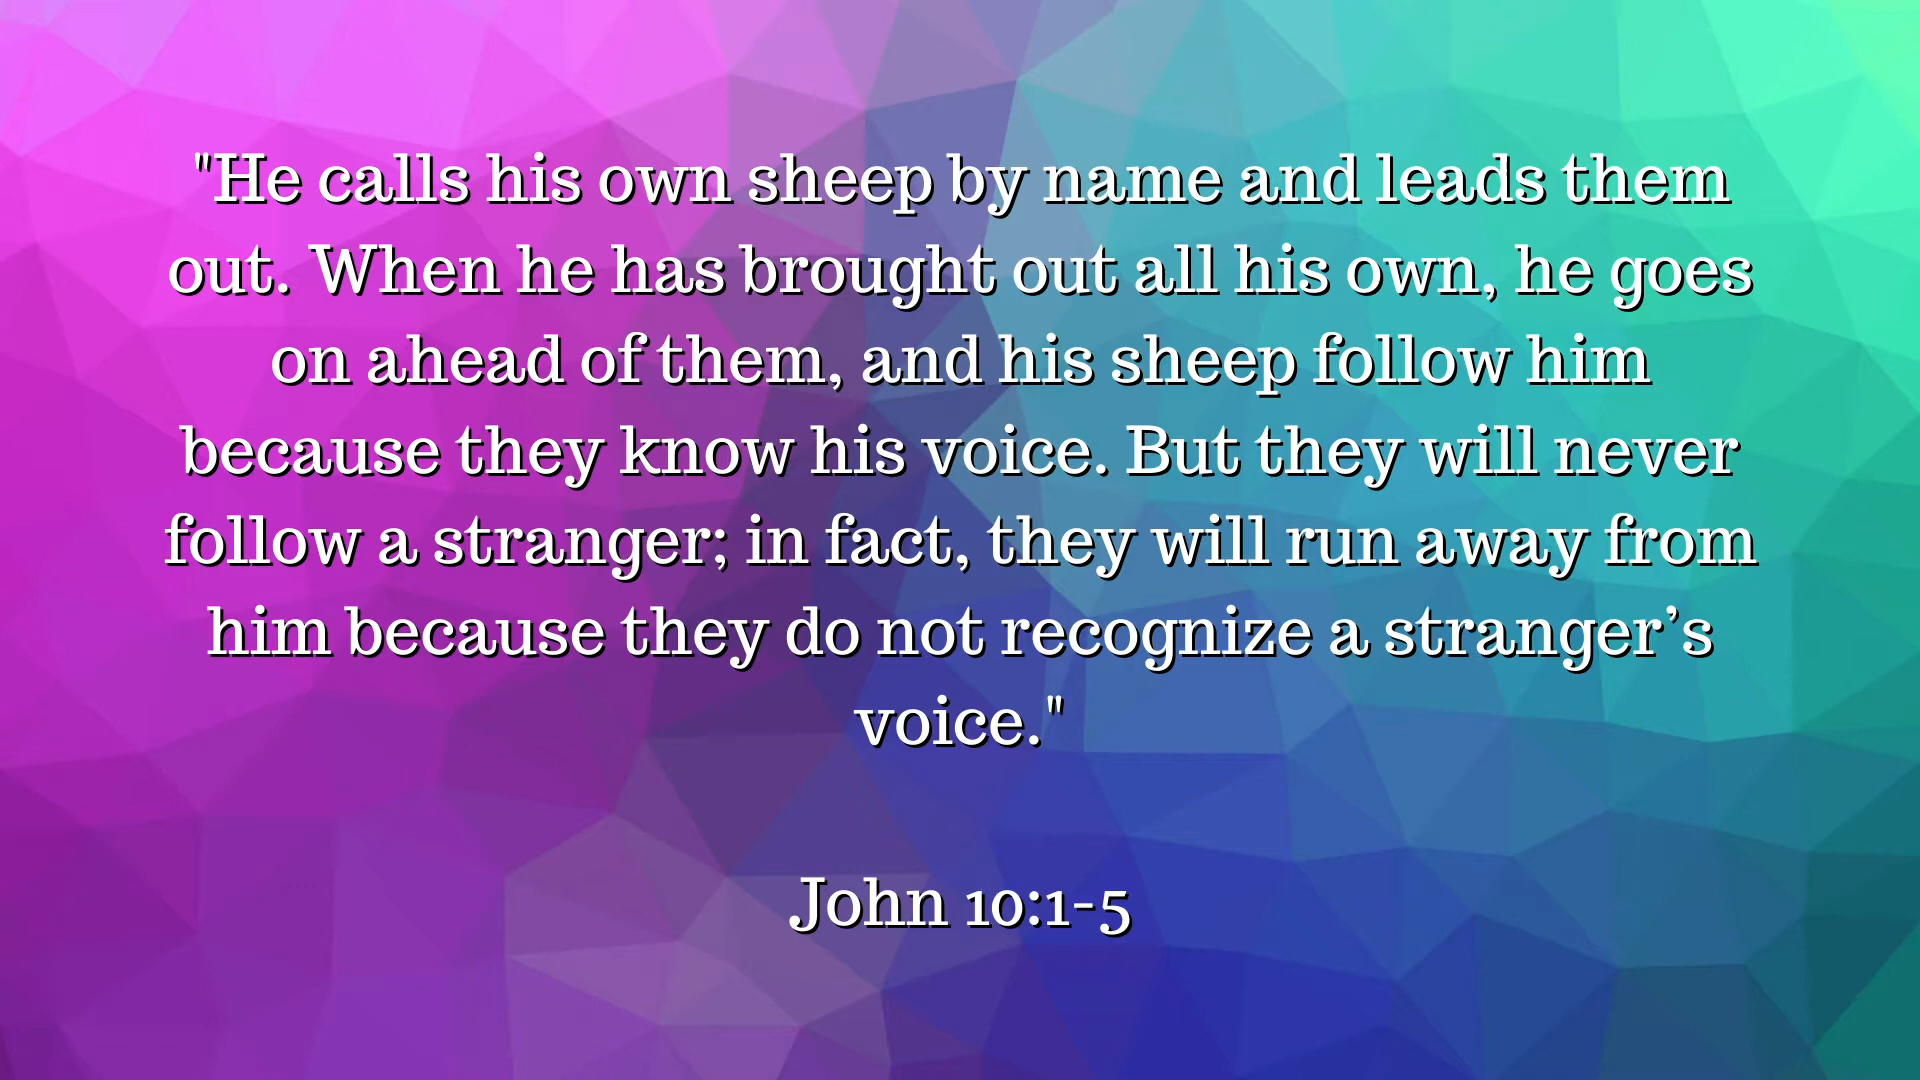 "He calls his own sheep by name and leads them
out. When he has brought out all his own, he goes
on ahead of them, and his sheep follow him
because they know his voice. But they will never
follow a stranger; in fact, they will run away from
him because they do not recognize a stranger’s
voice."
John 10:1-5